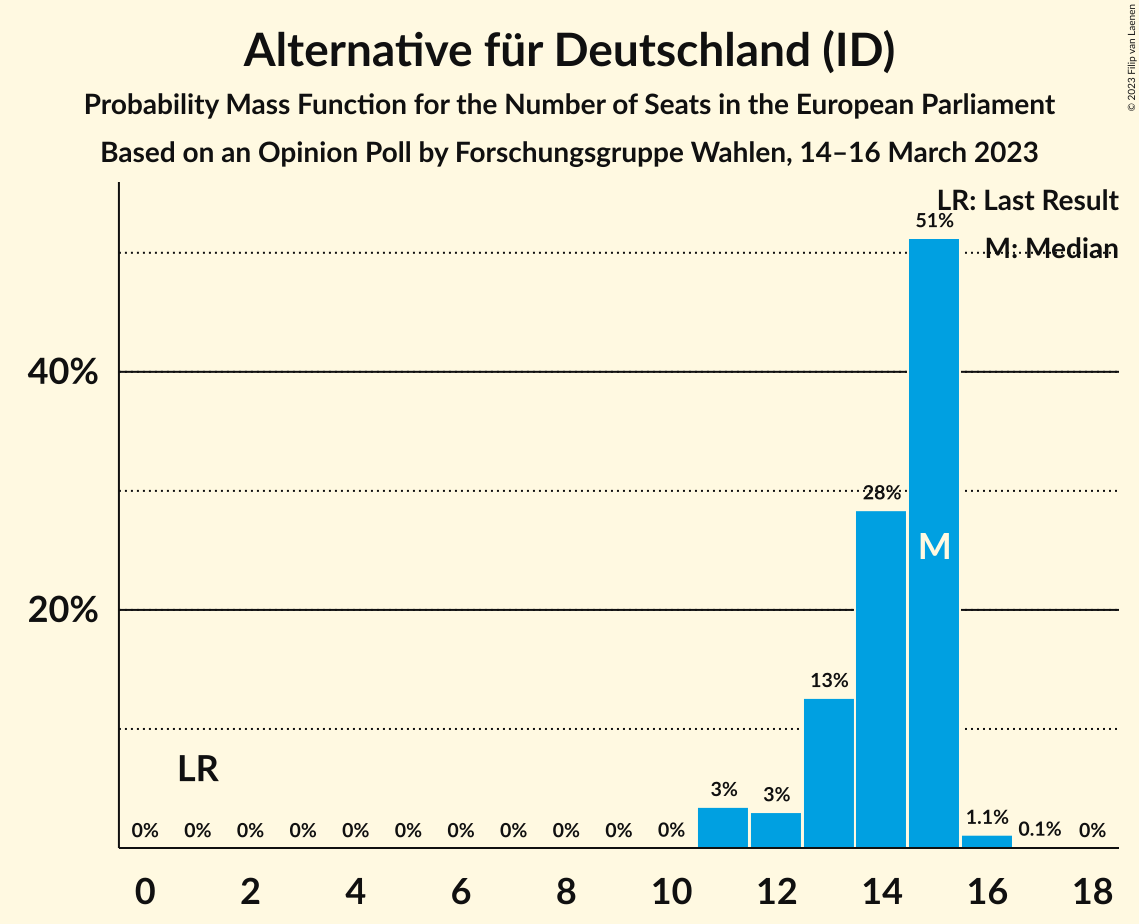 Alternative für Deutschland (ID)
Probability Mass Function for the Number of Seats in the European Parliament
Based on an Opinion Poll by Forschungsgruppe Wahlen, 14–16 March 2023
© 2023 Filip van Laenen
LR: Last Result
M: Median
51%
40%
28%
M
20%
13%
LR
3%
3%
0% 0% 0% 0% 0% 0% 0% 0% 0% 0% 0%
1.1%
0.1%
0%
0 2 4 6 8 10 12 14 16 18